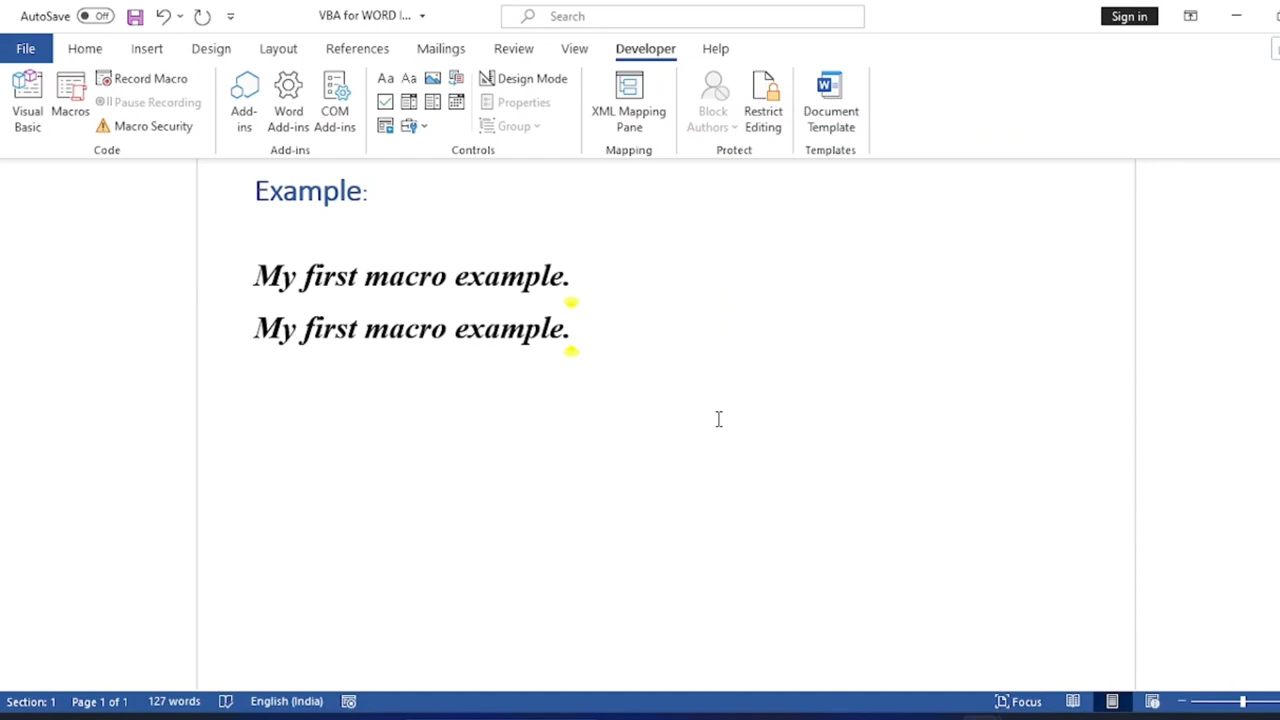 AutoSave Off VBA for WORD I... Search Sign in
File Home Insert Design Layout References Mailings Review View Developer Help
Visual Basic
Macros
Record Macro
Pause Recording
Macro Security
Code
Add-ins
Word Add-ins
COM Add-ins
Add-ins
Aa Aa
Design Mode
Properties
Group
Controls
XML Mapping Pane
Mapping
Block Authors
Restrict Editing
Protect
Document Template
Templates
Example:
My first macro example.
My first macro example.
Section: 1 Page 1 of 1 127 words English (India) Focus